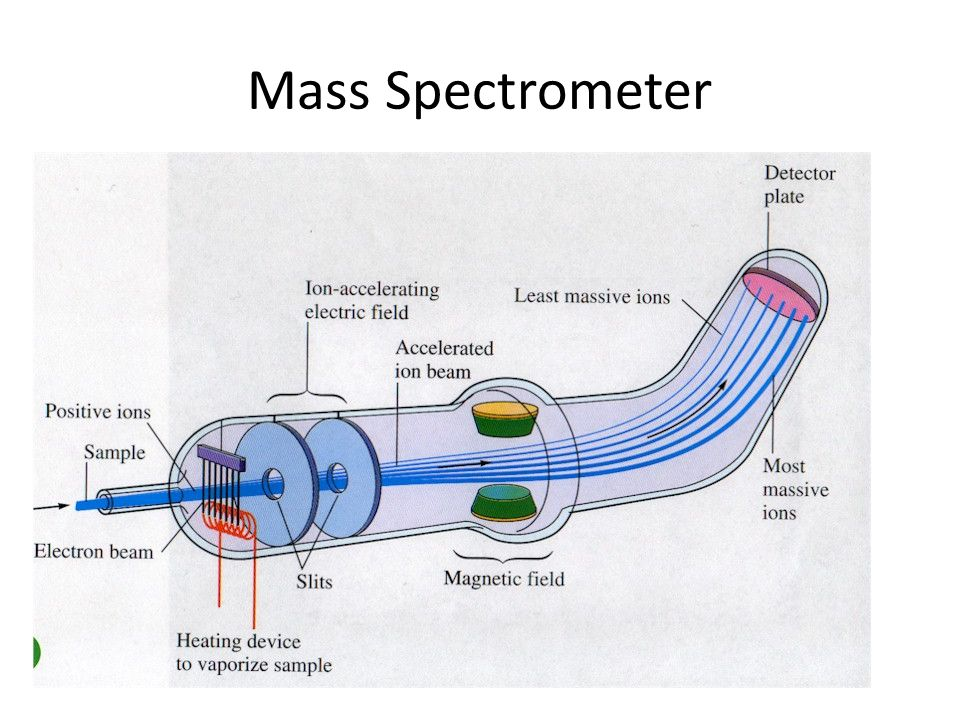 Mass Spectrometer
Detector
plate
Ion-accelerating
electric field
Least massive ions
Accelerated
ion beam
Positive ions
Sample
Most
massive
ions
Electron beam
Slits
Magnetic field
Heating device
to vaporize sample